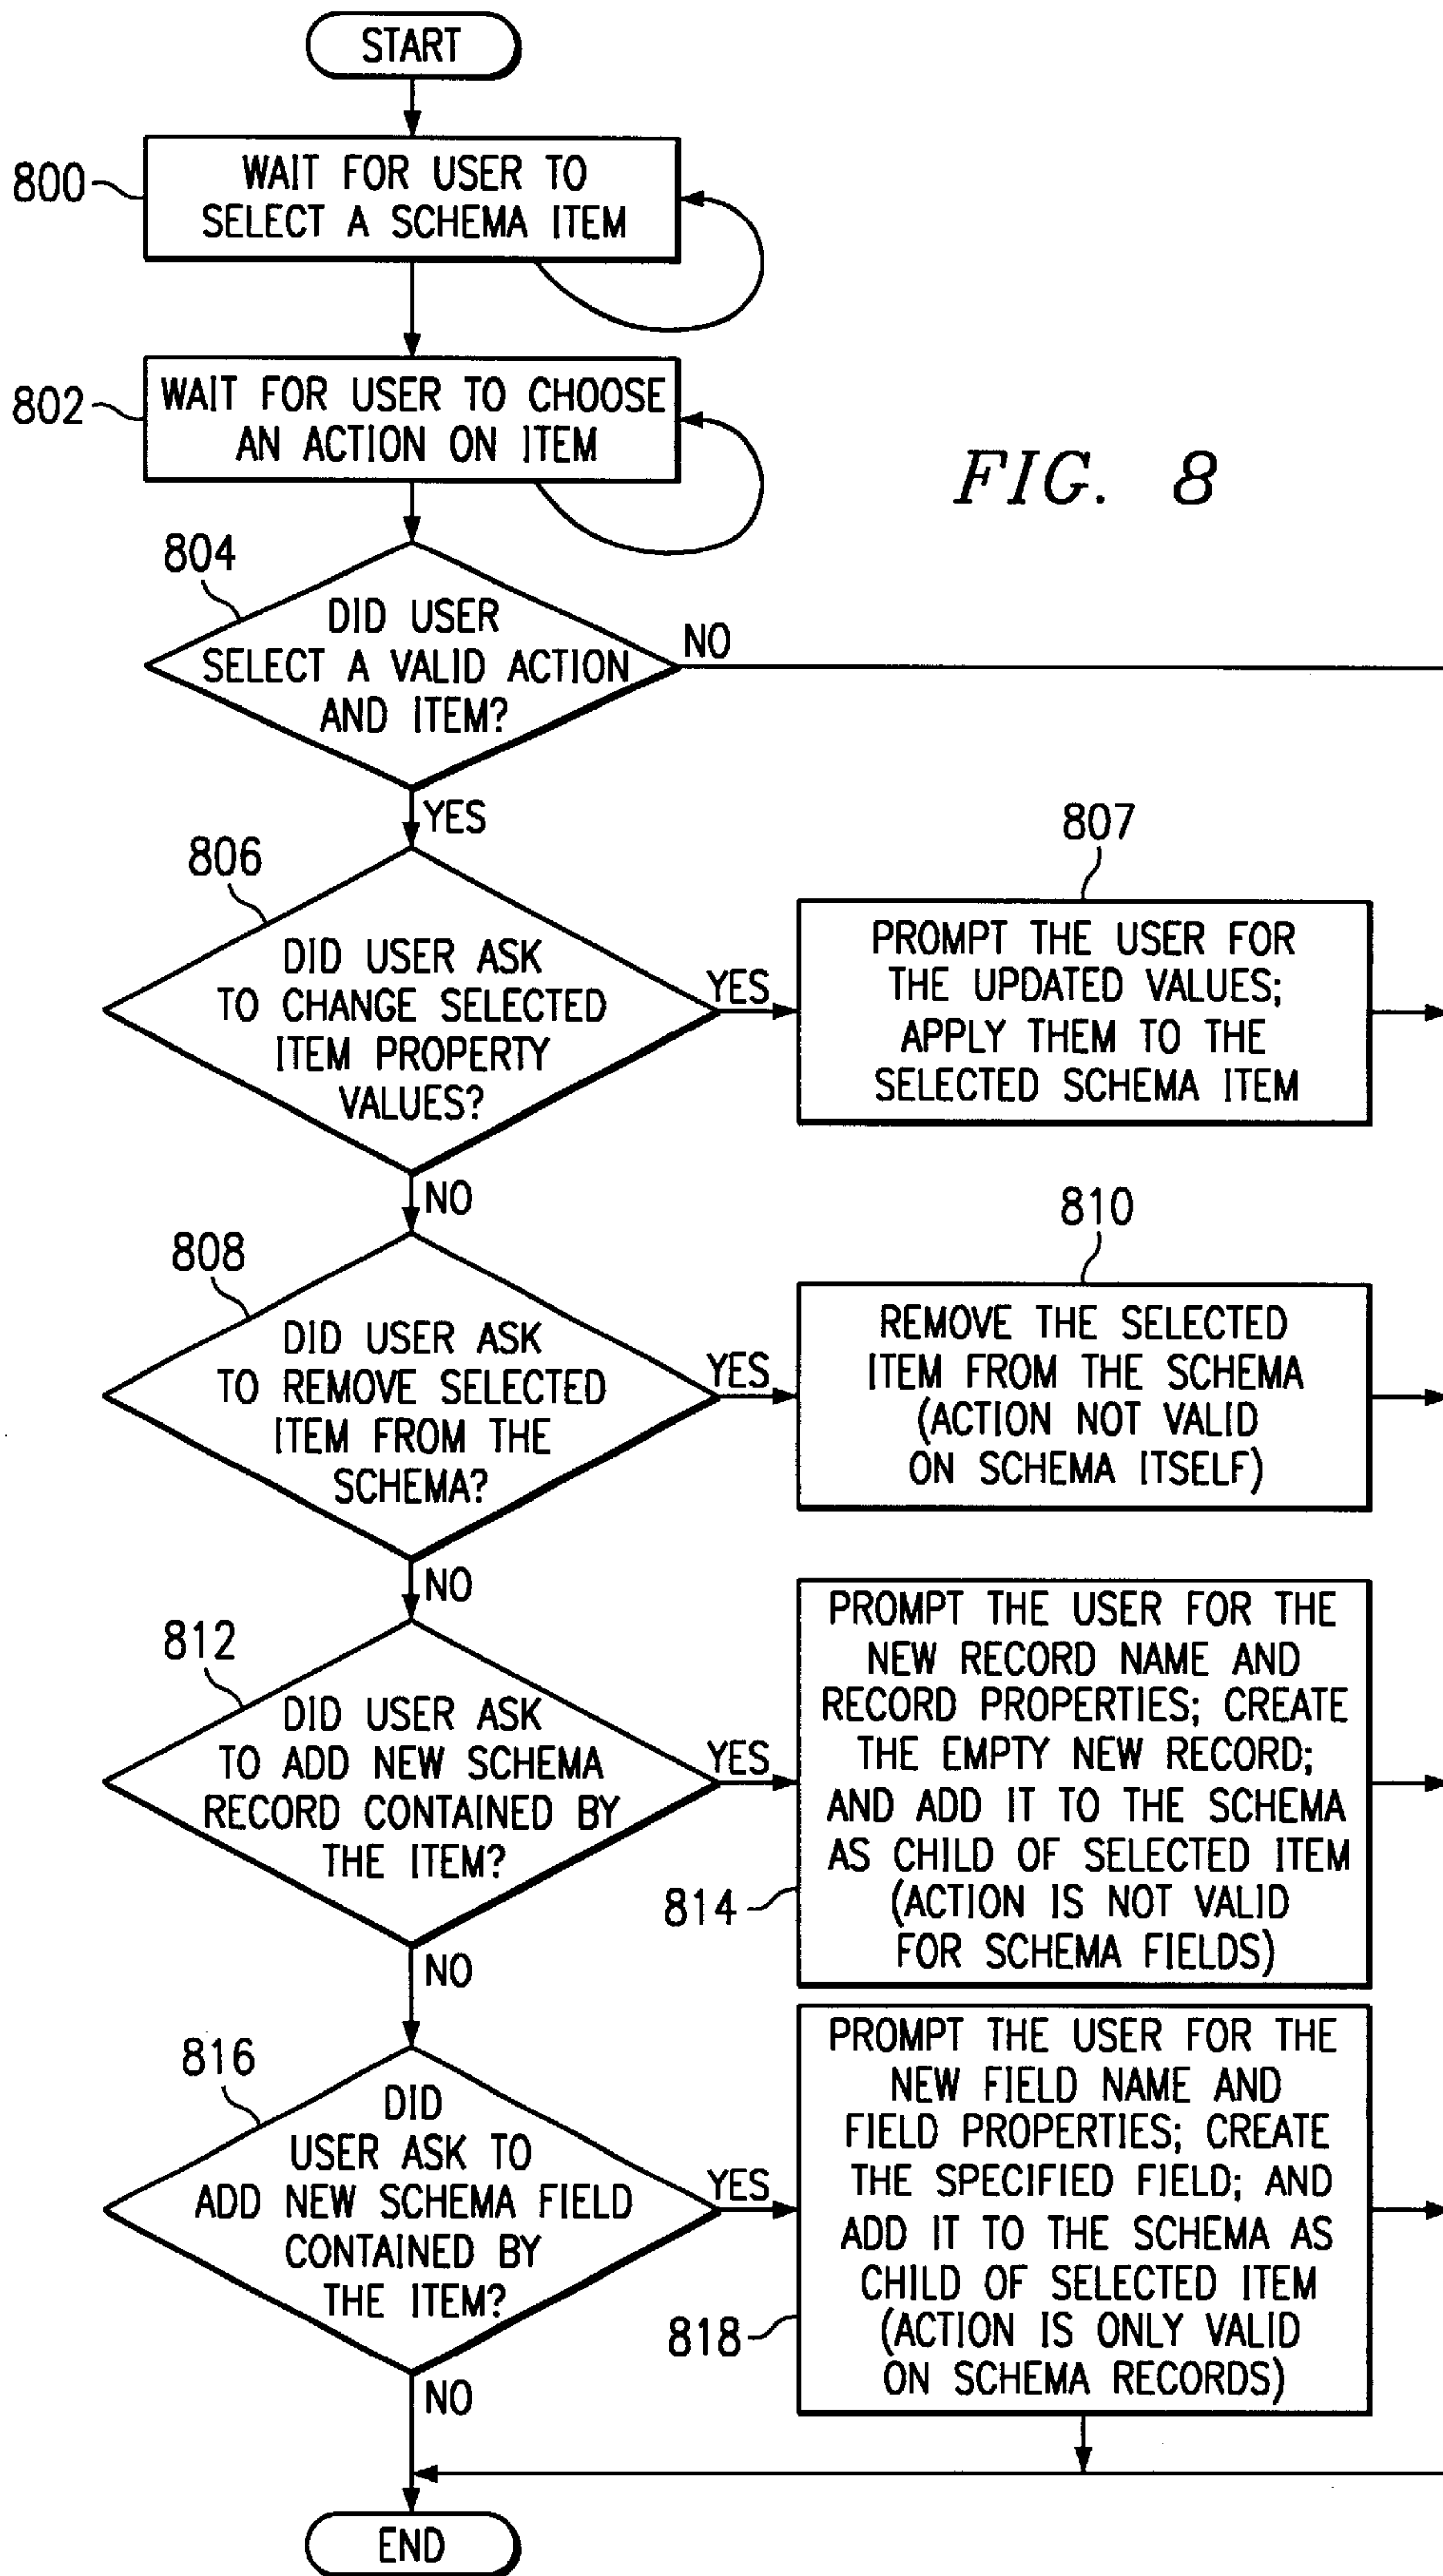 START
800
WAIT FOR USER TO
SELECT A SCHEMA ITEM
802
WAIT FOR USER TO CHOOSE
AN ACTION ON ITEM
FIG. 8
804
DID USER
SELECT A VALID ACTION
AND ITEM?
NO
YES
806
DID USER ASK
TO CHANGE SELECTED
ITEM PROPERTY
VALUES?
YES
807
PROMPT THE USER FOR
THE UPDATED VALUES;
APPLY THEM TO THE
SELECTED SCHEMA ITEM
NO
808
DID USER ASK
TO REMOVE SELECTED
ITEM FROM THE
SCHEMA?
YES
810
REMOVE THE SELECTED
ITEM FROM THE SCHEMA
(ACTION NOT VALID
ON SCHEMA ITSELF)
NO
812
DID USER ASK
TO ADD NEW SCHEMA
RECORD CONTAINED BY
THE ITEM?
YES
814
PROMPT THE USER FOR THE
NEW RECORD NAME AND
RECORD PROPERTIES; CREATE
THE EMPTY NEW RECORD;
AND ADD IT TO THE SCHEMA
AS CHILD OF SELECTED ITEM
(ACTION IS NOT VALID
FOR SCHEMA FIELDS)
NO
816
DID
USER ASK TO
ADD NEW SCHEMA FIELD
CONTAINED BY
THE ITEM?
YES
818
PROMPT THE USER FOR THE
NEW FIELD NAME AND
FIELD PROPERTIES; CREATE
THE SPECIFIED FIELD; AND
ADD IT TO THE SCHEMA AS
CHILD OF SELECTED ITEM
(ACTION IS ONLY VALID
ON SCHEMA RECORDS)
NO
END